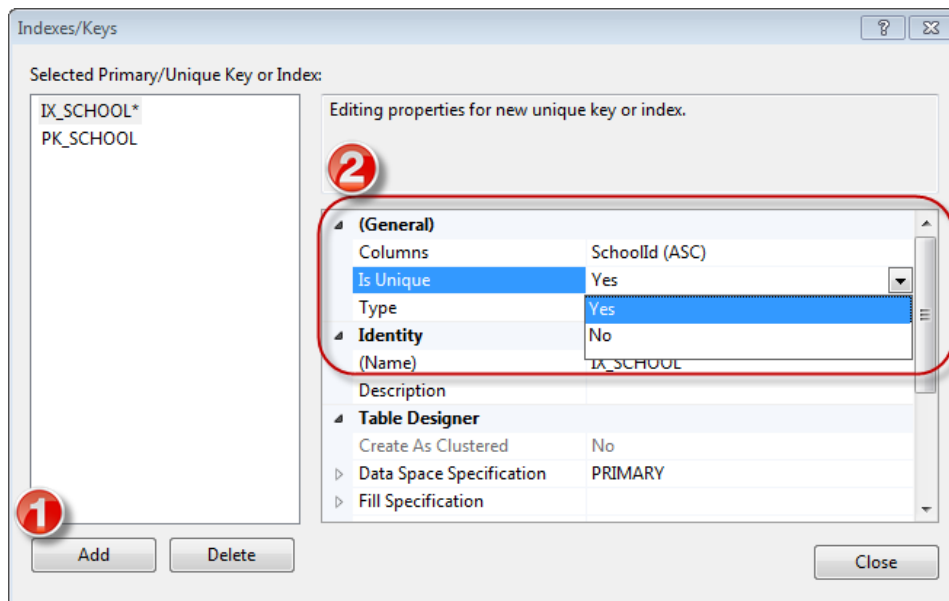 Indexes/Keys
Selected Primary/Unique Key or Index:
IX_SCHOOL*
PK_SCHOOL
Editing properties for new unique key or index.
2
(General)
Columns SchoolId (ASC)
Is Unique Yes
Type Yes
Identity No
(Name) IX_SCHOOL
Description
Table Designer
Create As Clustered No
Data Space Specification PRIMARY
Fill Specification
1
Add Delete Close